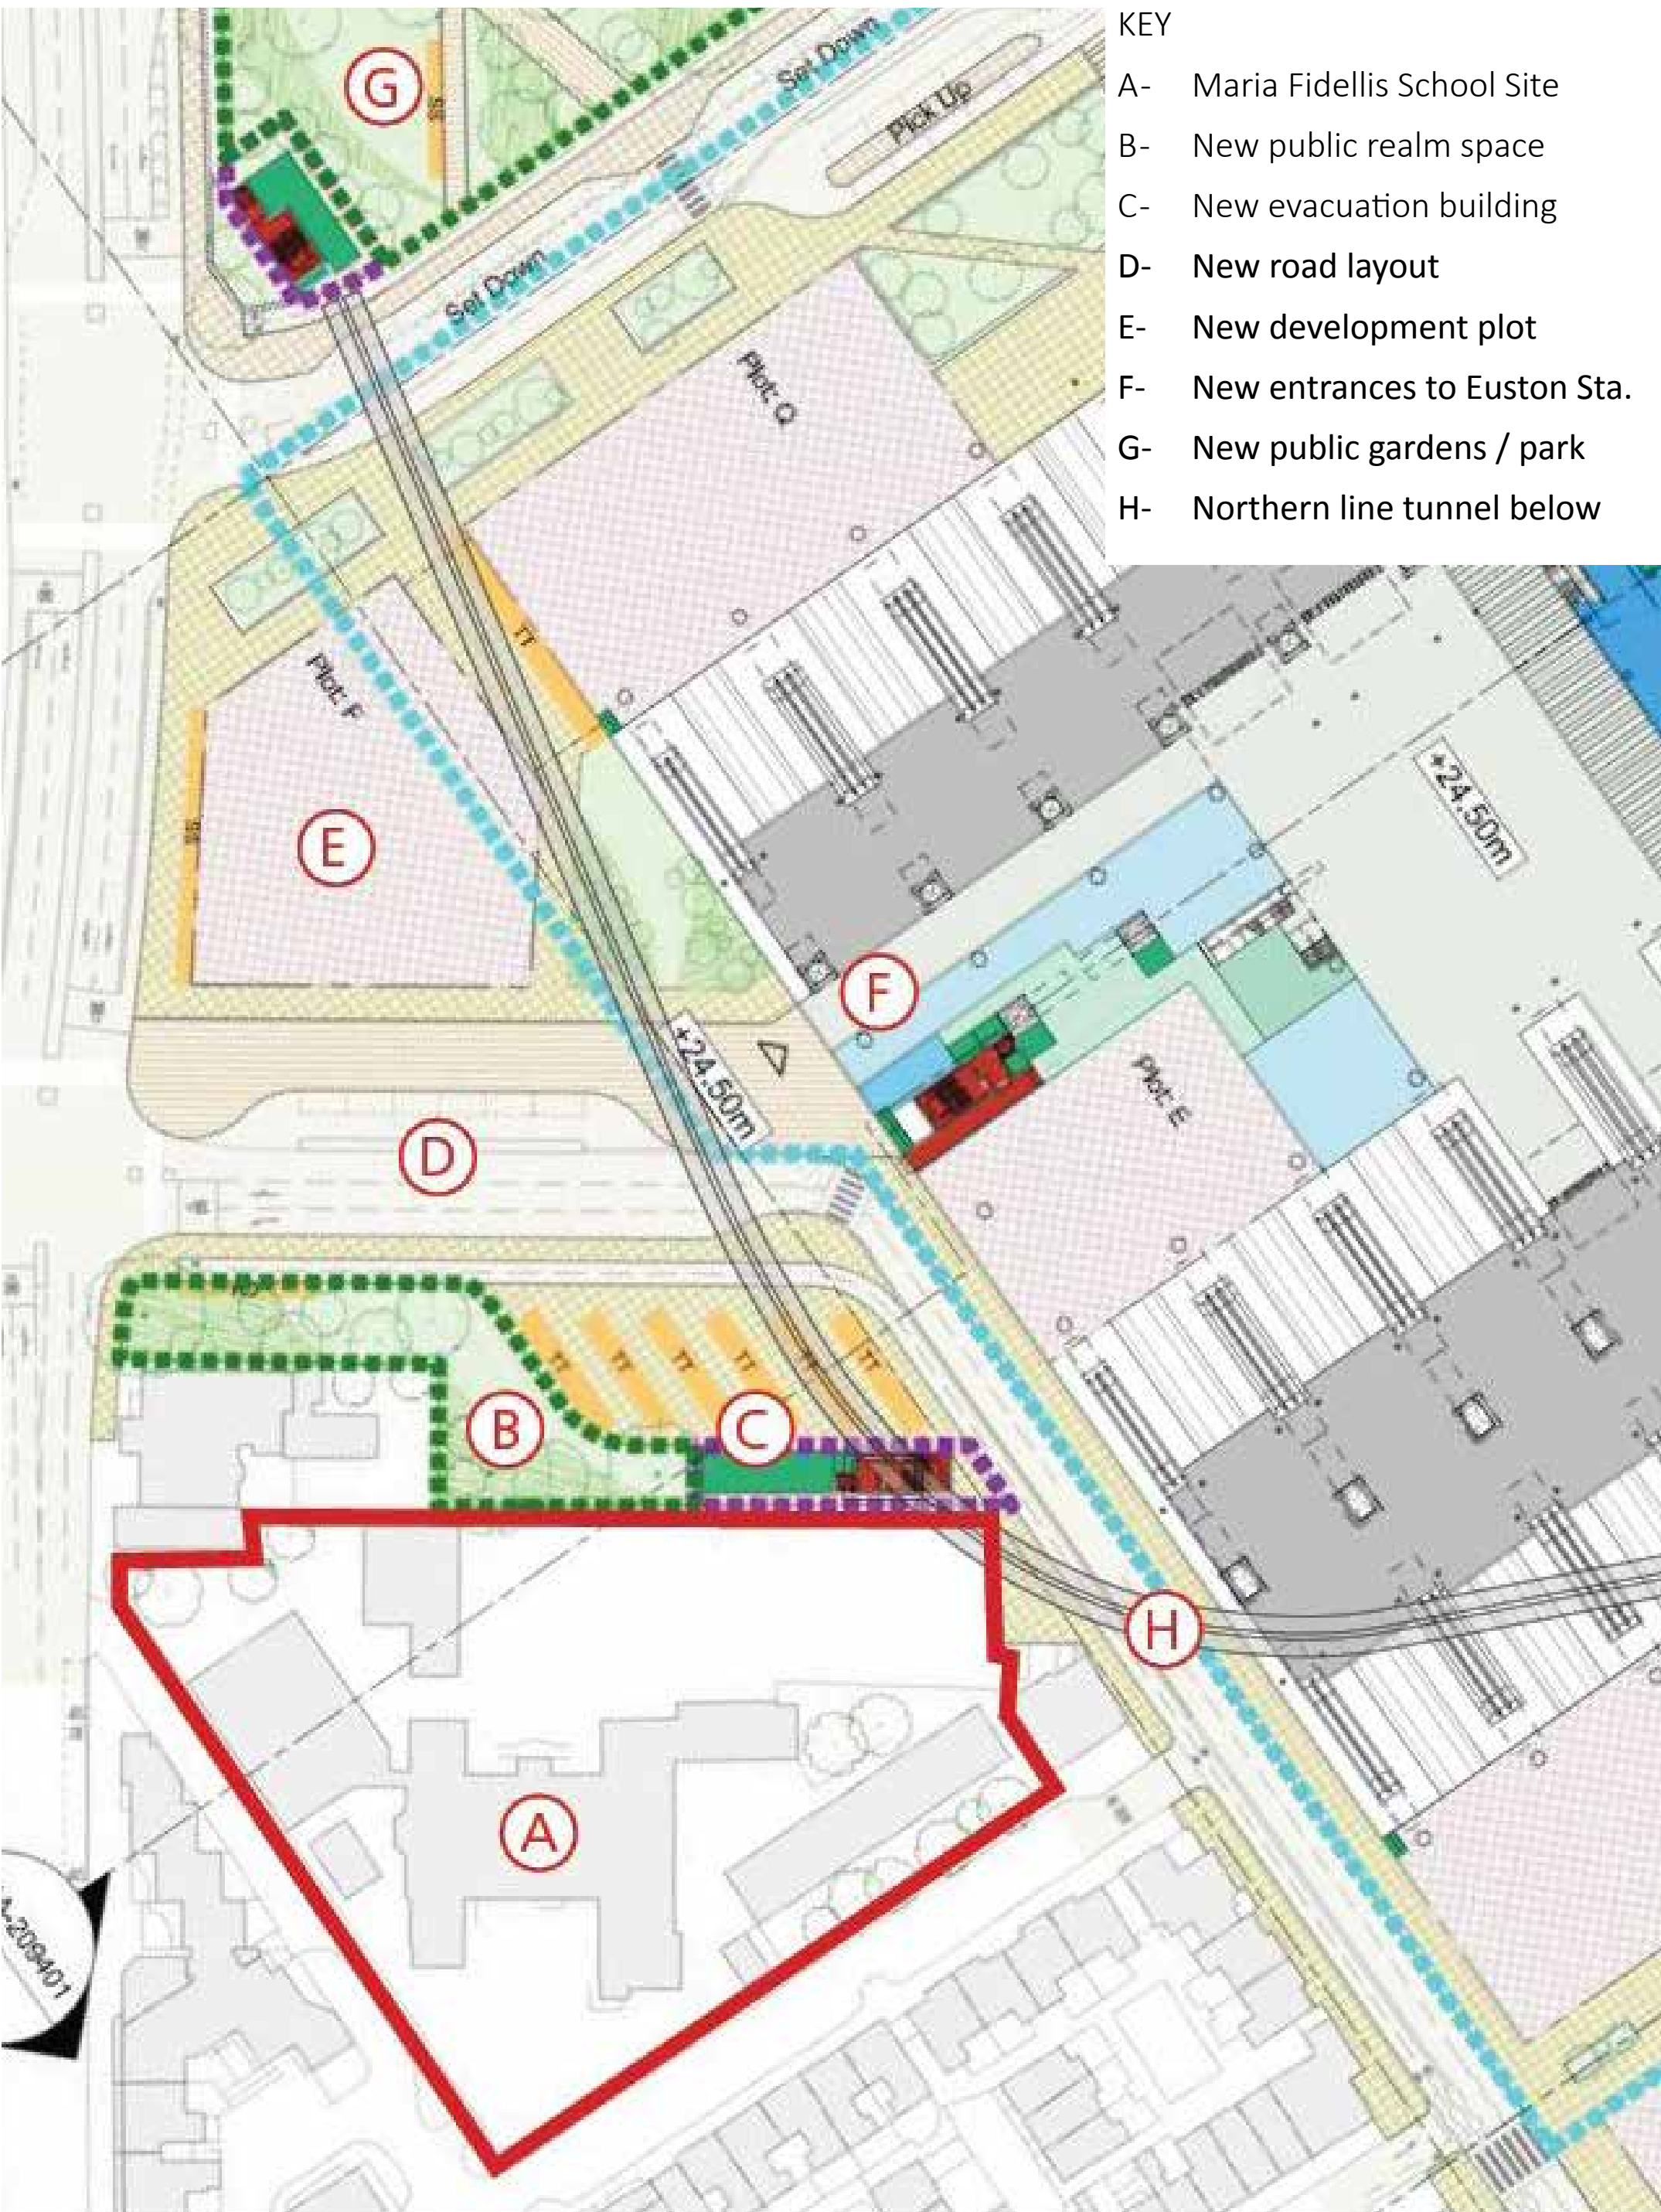 KEY
A- Maria Fidellis School Site
B- New public realm space
C- New evacuation building
D- New road layout
E- New development plot
F- New entrances to Euston Sta.
G- New public gardens / park
H- Northern line tunnel below
G
Set Down
Pick Up
Set Down
Plot: Q
Plot: F
E
+24.50m
F
+24.50m
Plot: E
D
B
C
H
A
209401